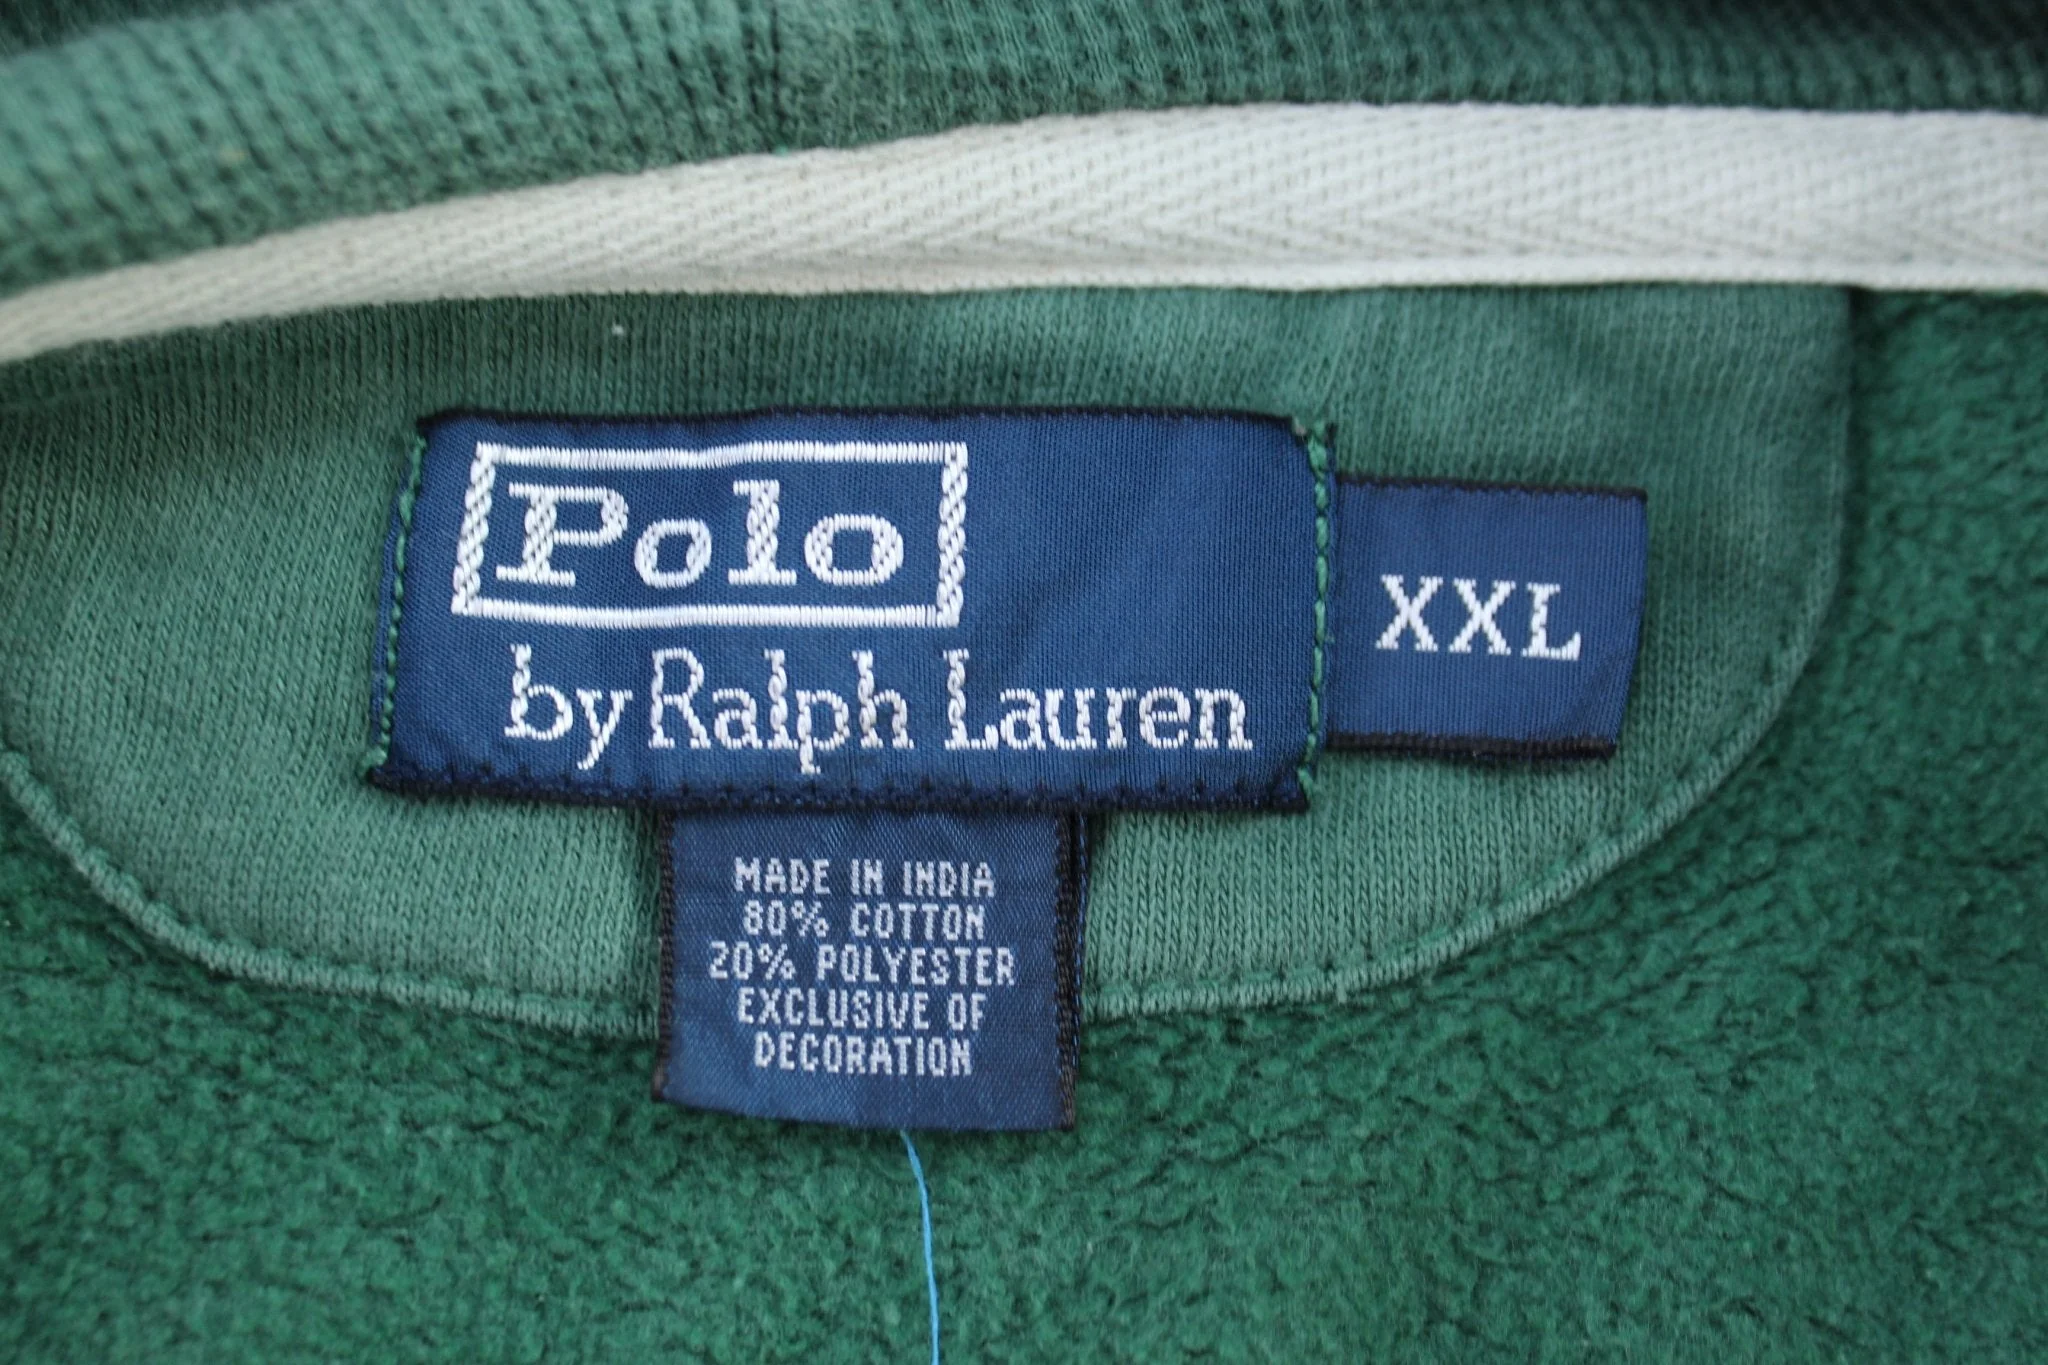 Polo
by Ralph Lauren
XXL
MADE IN INDIA
80% COTTON
20% POLYESTER
EXCLUSIVE OF
DECORATION